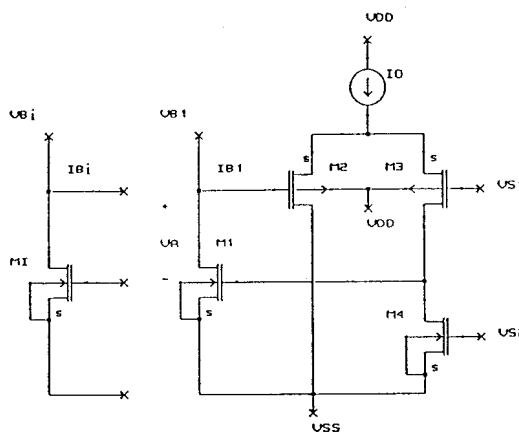 VDD
IO
VBi
VB1
S
S
IBi
IB1
M2
M3
VS
+
VA
M1
VDD
MI
-
M4
S
S
VSi
S
VSS